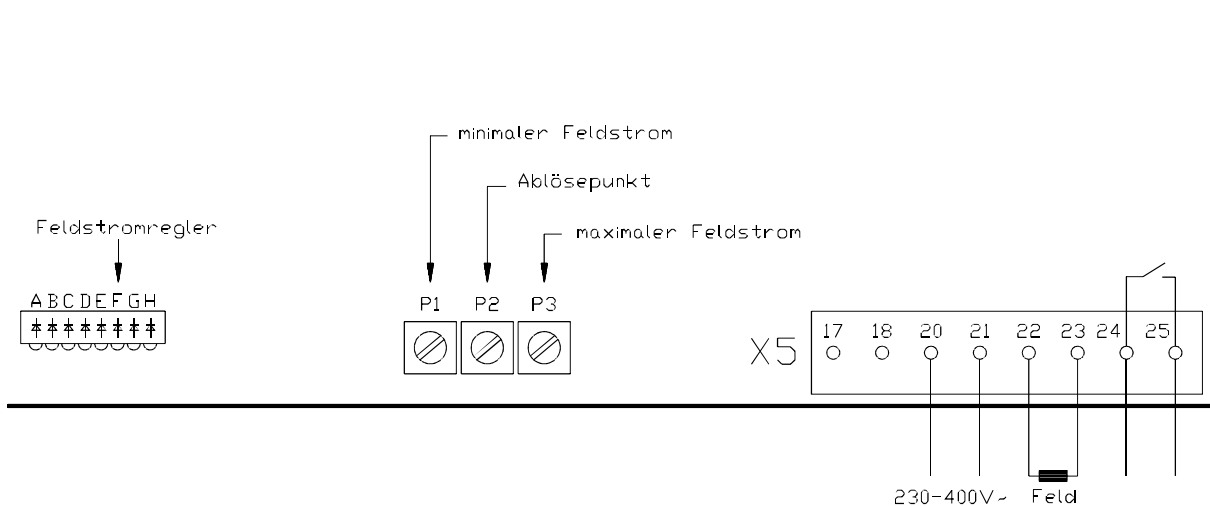 minimaler Feldstrom
Ablösepunkt
Feldstromregler
maximaler Feldstrom
ABCDEFGH
P1 P2 P3
X5
17 18 20 21 22 23 24 25
230-400V~ Feld